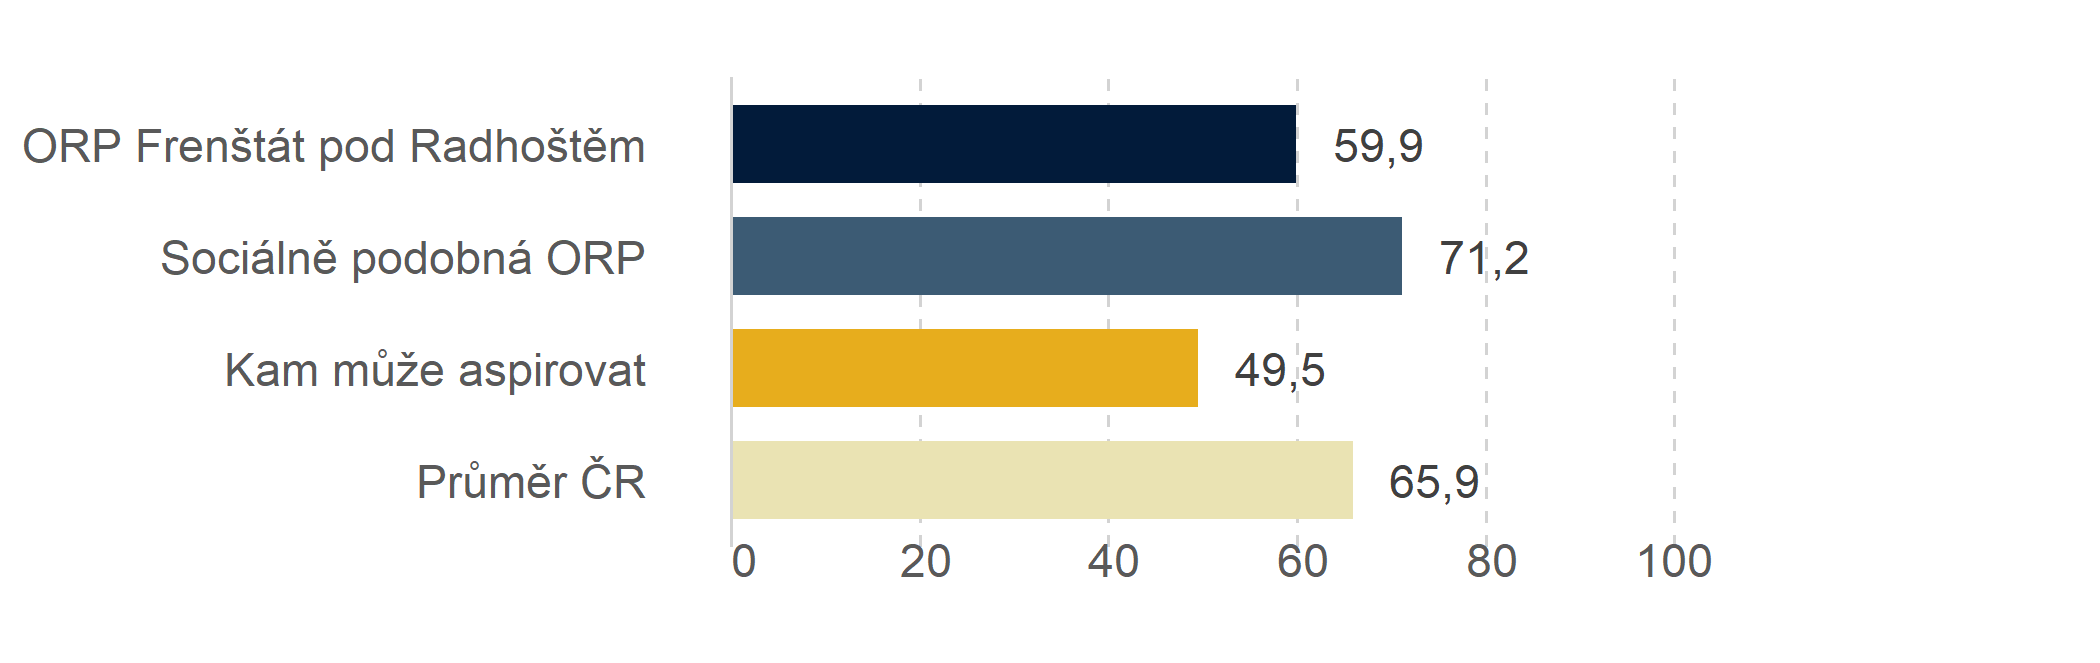 ORP Frenštát pod Radhoštěm 59,9
Sociálně podobná ORP 71,2
Kam může aspirovat 49,5
Průměr ČR 65,9
0 20 40 60 80 100